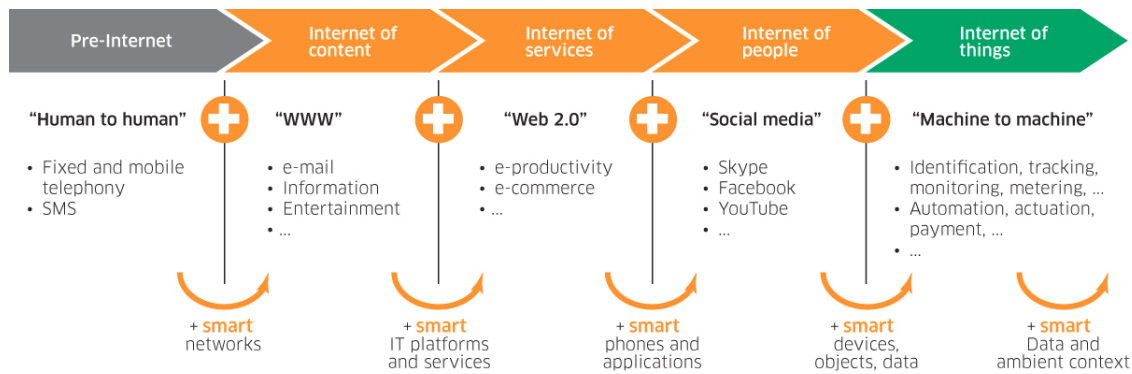 Pre-Internet
Internet of
content
Internet of
services
Internet of
people
Internet of
things
“Human to human”
• Fixed and mobile
telephony
• SMS
“WWW”
• e-mail
• Information
• Entertainment
• ...
“Web 2.0”
• e-productivity
• e-commerce
• ...
“Social media”
• Skype
• Facebook
• YouTube
• ...
“Machine to machine”
• Identification, tracking,
monitoring, metering, ...
• Automation, actuation,
payment, ...
• ...
+ smart
networks
+ smart
IT platforms
and services
+ smart
phones and
applications
+ smart
devices,
objects, data
+ smart
Data and
ambient context